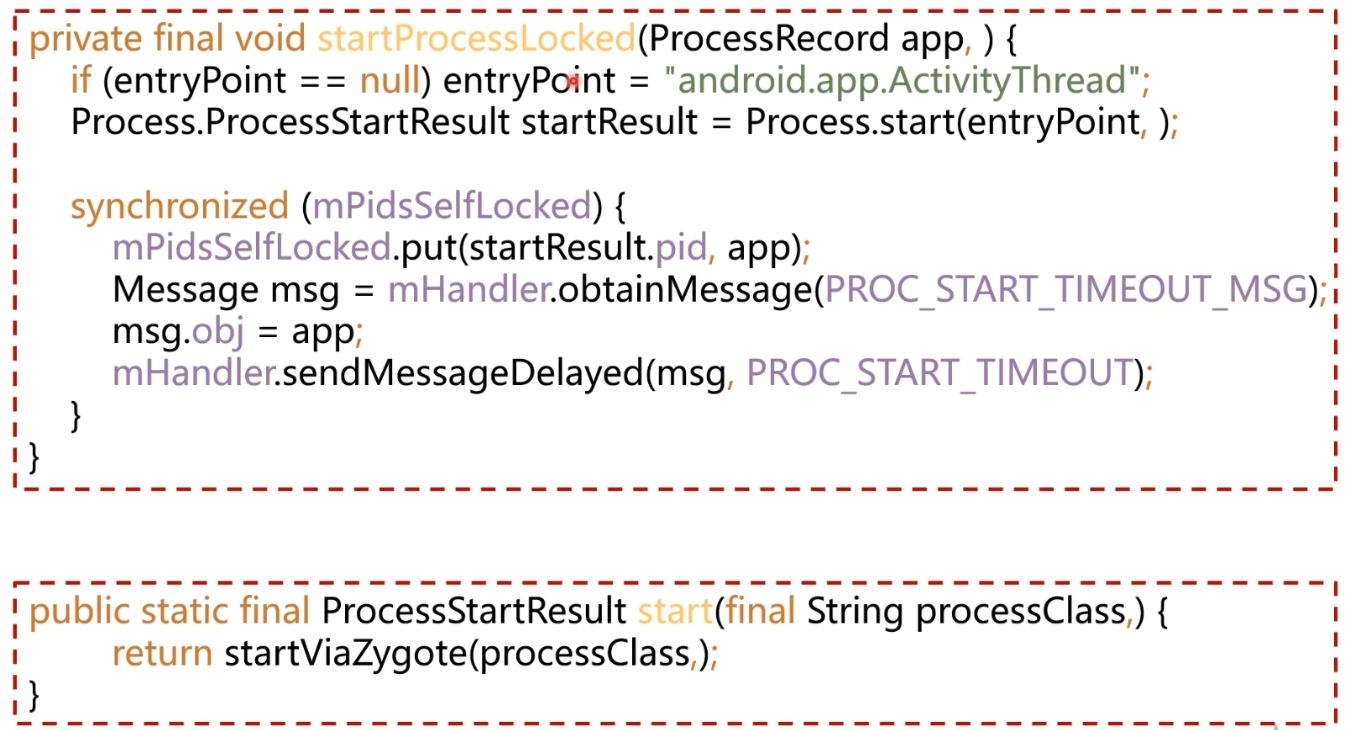 private final void startProcessLocked(ProcessRecord app, ) {
if (entryPoint == null) entryPoint = "android.app.ActivityThread";
Process.ProcessStartResult startResult = Process.start(entryPoint, );
synchronized (mPidsSelfLocked) {
mPidsSelfLocked.put(startResult.pid, app);
Message msg = mHandler.obtainMessage(PROC_START_TIMEOUT_MSG);
msg.obj = app;
mHandler.sendMessageDelayed(msg, PROC_START_TIMEOUT);
}
}
public static final ProcessStartResult start(final String processClass,) {
return startViaZygote(processClass,);
}